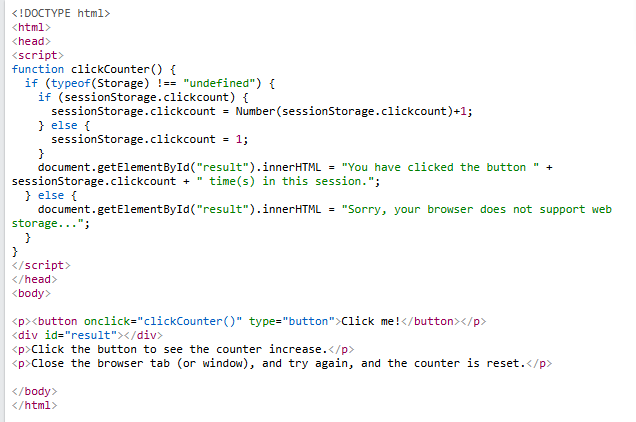 <!DOCTYPE html>
<html>
<head>
<script>
function clickCounter() {
  if (typeof(Storage) !== "undefined") {
    if (sessionStorage.clickcount) {
      sessionStorage.clickcount = Number(sessionStorage.clickcount)+1;
    } else {
      sessionStorage.clickcount = 1;
    }
    document.getElementById("result").innerHTML = "You have clicked the button " +
sessionStorage.clickcount + " time(s) in this session.";
  } else {
    document.getElementById("result").innerHTML = "Sorry, your browser does not support web
storage...";
  }
}
</script>
</head>
<body>

<p><button onclick="clickCounter()" type="button">Click me!</button></p>
<div id="result"></div>
<p>Click the button to see the counter increase.</p>
<p>Close the browser tab (or window), and try again, and the counter is reset.</p>

</body>
</html>